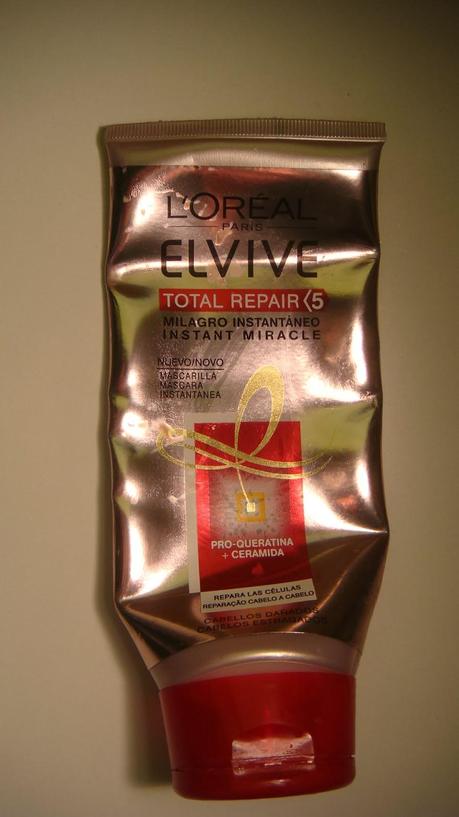 L'ORÉAL
PARIS
ELVIVE
TOTAL REPAIR 5
MILAGRO INSTANTÁNEO
INSTANT MIRACLE
NUEVO/NOVO
MASCARILLA
MÁSCARA
INSTANTANEA
PRO-QUERATINA
+ CERAMIDA
REPARA LAS CÉLULAS
REPARAÇÃO CABELO A CABELO
CABELLOS DAÑADOS
CABELOS ESTRAGADOS